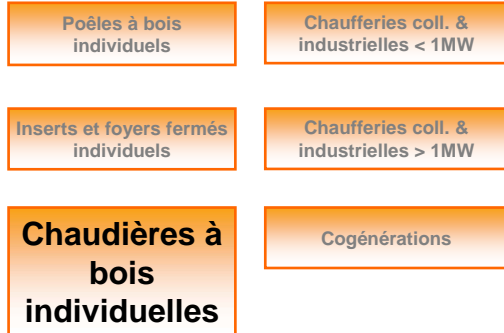 Poêles à bois
individuels
Chaufferies coll. &
industrielles < 1MW
Inserts et foyers fermés
individuels
Chaufferies coll. &
industrielles > 1MW
Chaudières à
bois
individuelles
Cogénérations